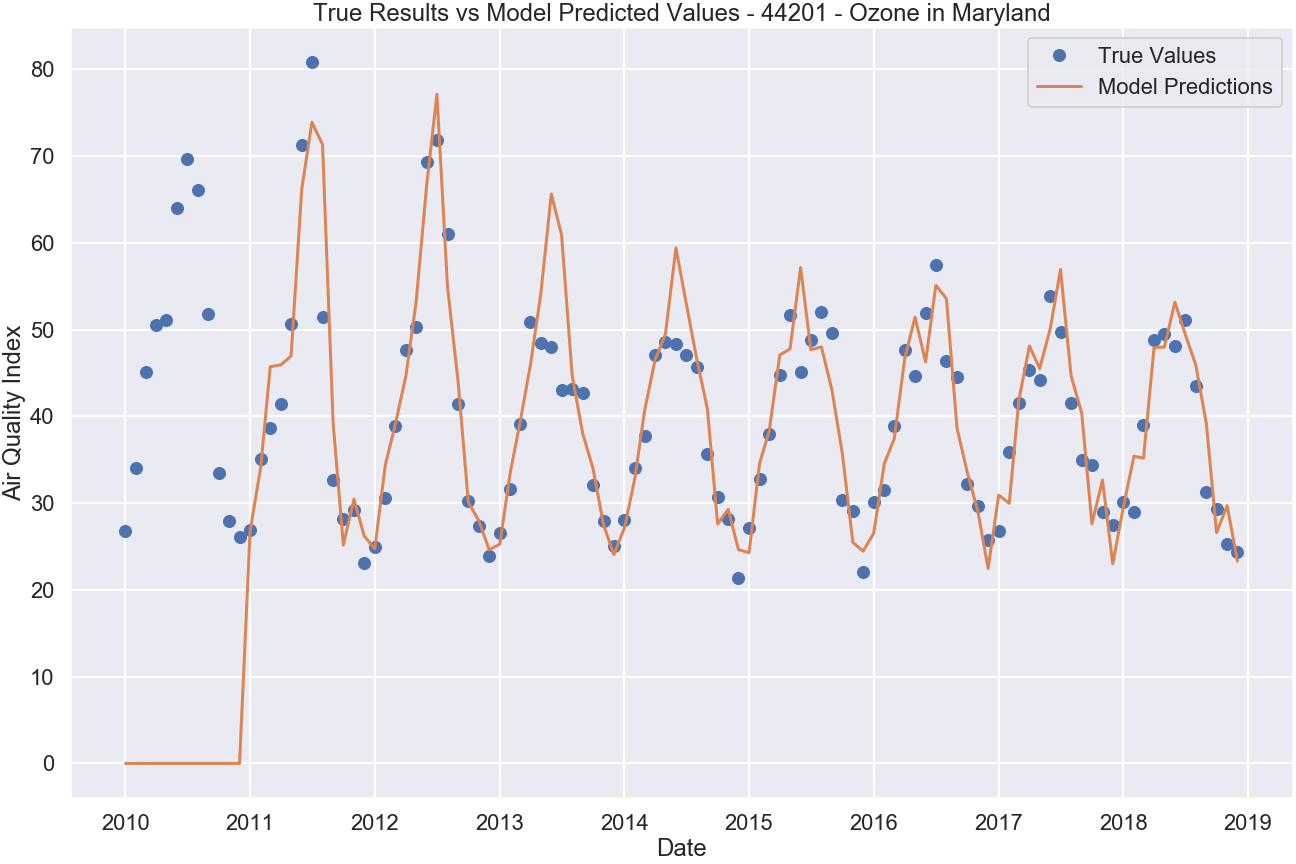 True Results vs Model Predicted Values - 44201 - Ozone in Maryland
True Values
Model Predictions
Air Quality Index
80
70
60
50
40
30
20
10
0
2010 2011 2012 2013 2014 2015 2016 2017 2018 2019
Date